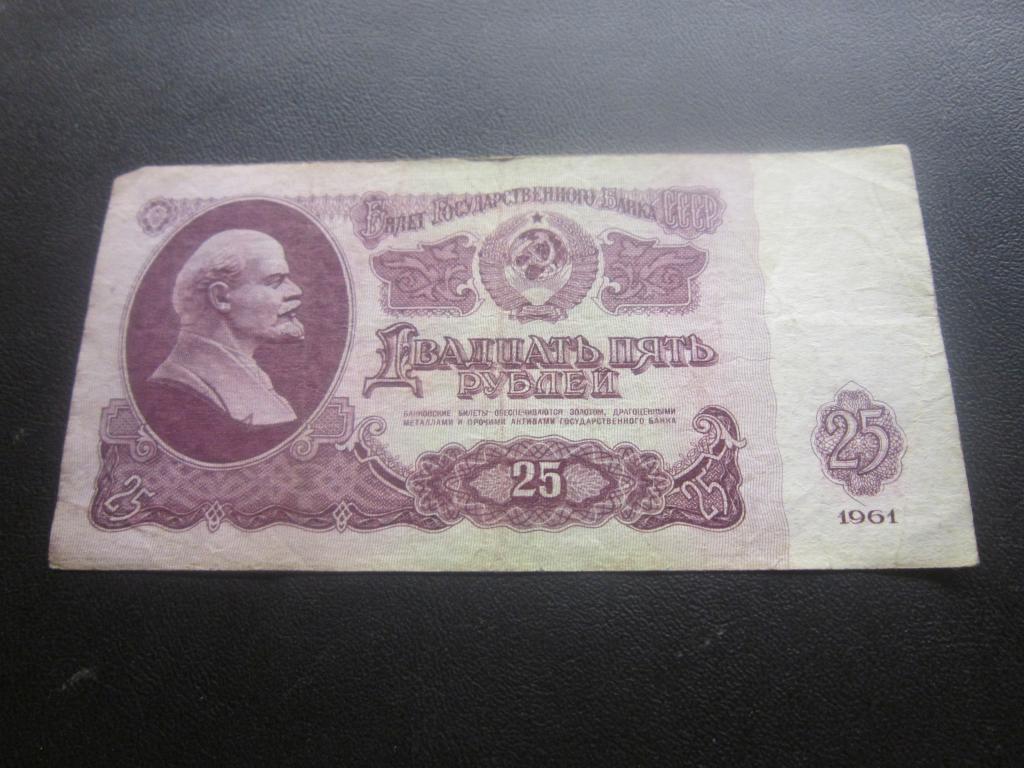 Билет Государственного Банка СССР
Двадцать пять
рублей
БАНКОВСКИЕ БИЛЕТЫ ОБЕСПЕЧИВАЮТСЯ ЗОЛОТОМ, ДРАГОЦЕННЫМИ
МЕТАЛЛАМИ И ПРОЧИМИ АКТИВАМИ ГОСУДАРСТВЕННОГО БАНКА
25
25
25
25
1961